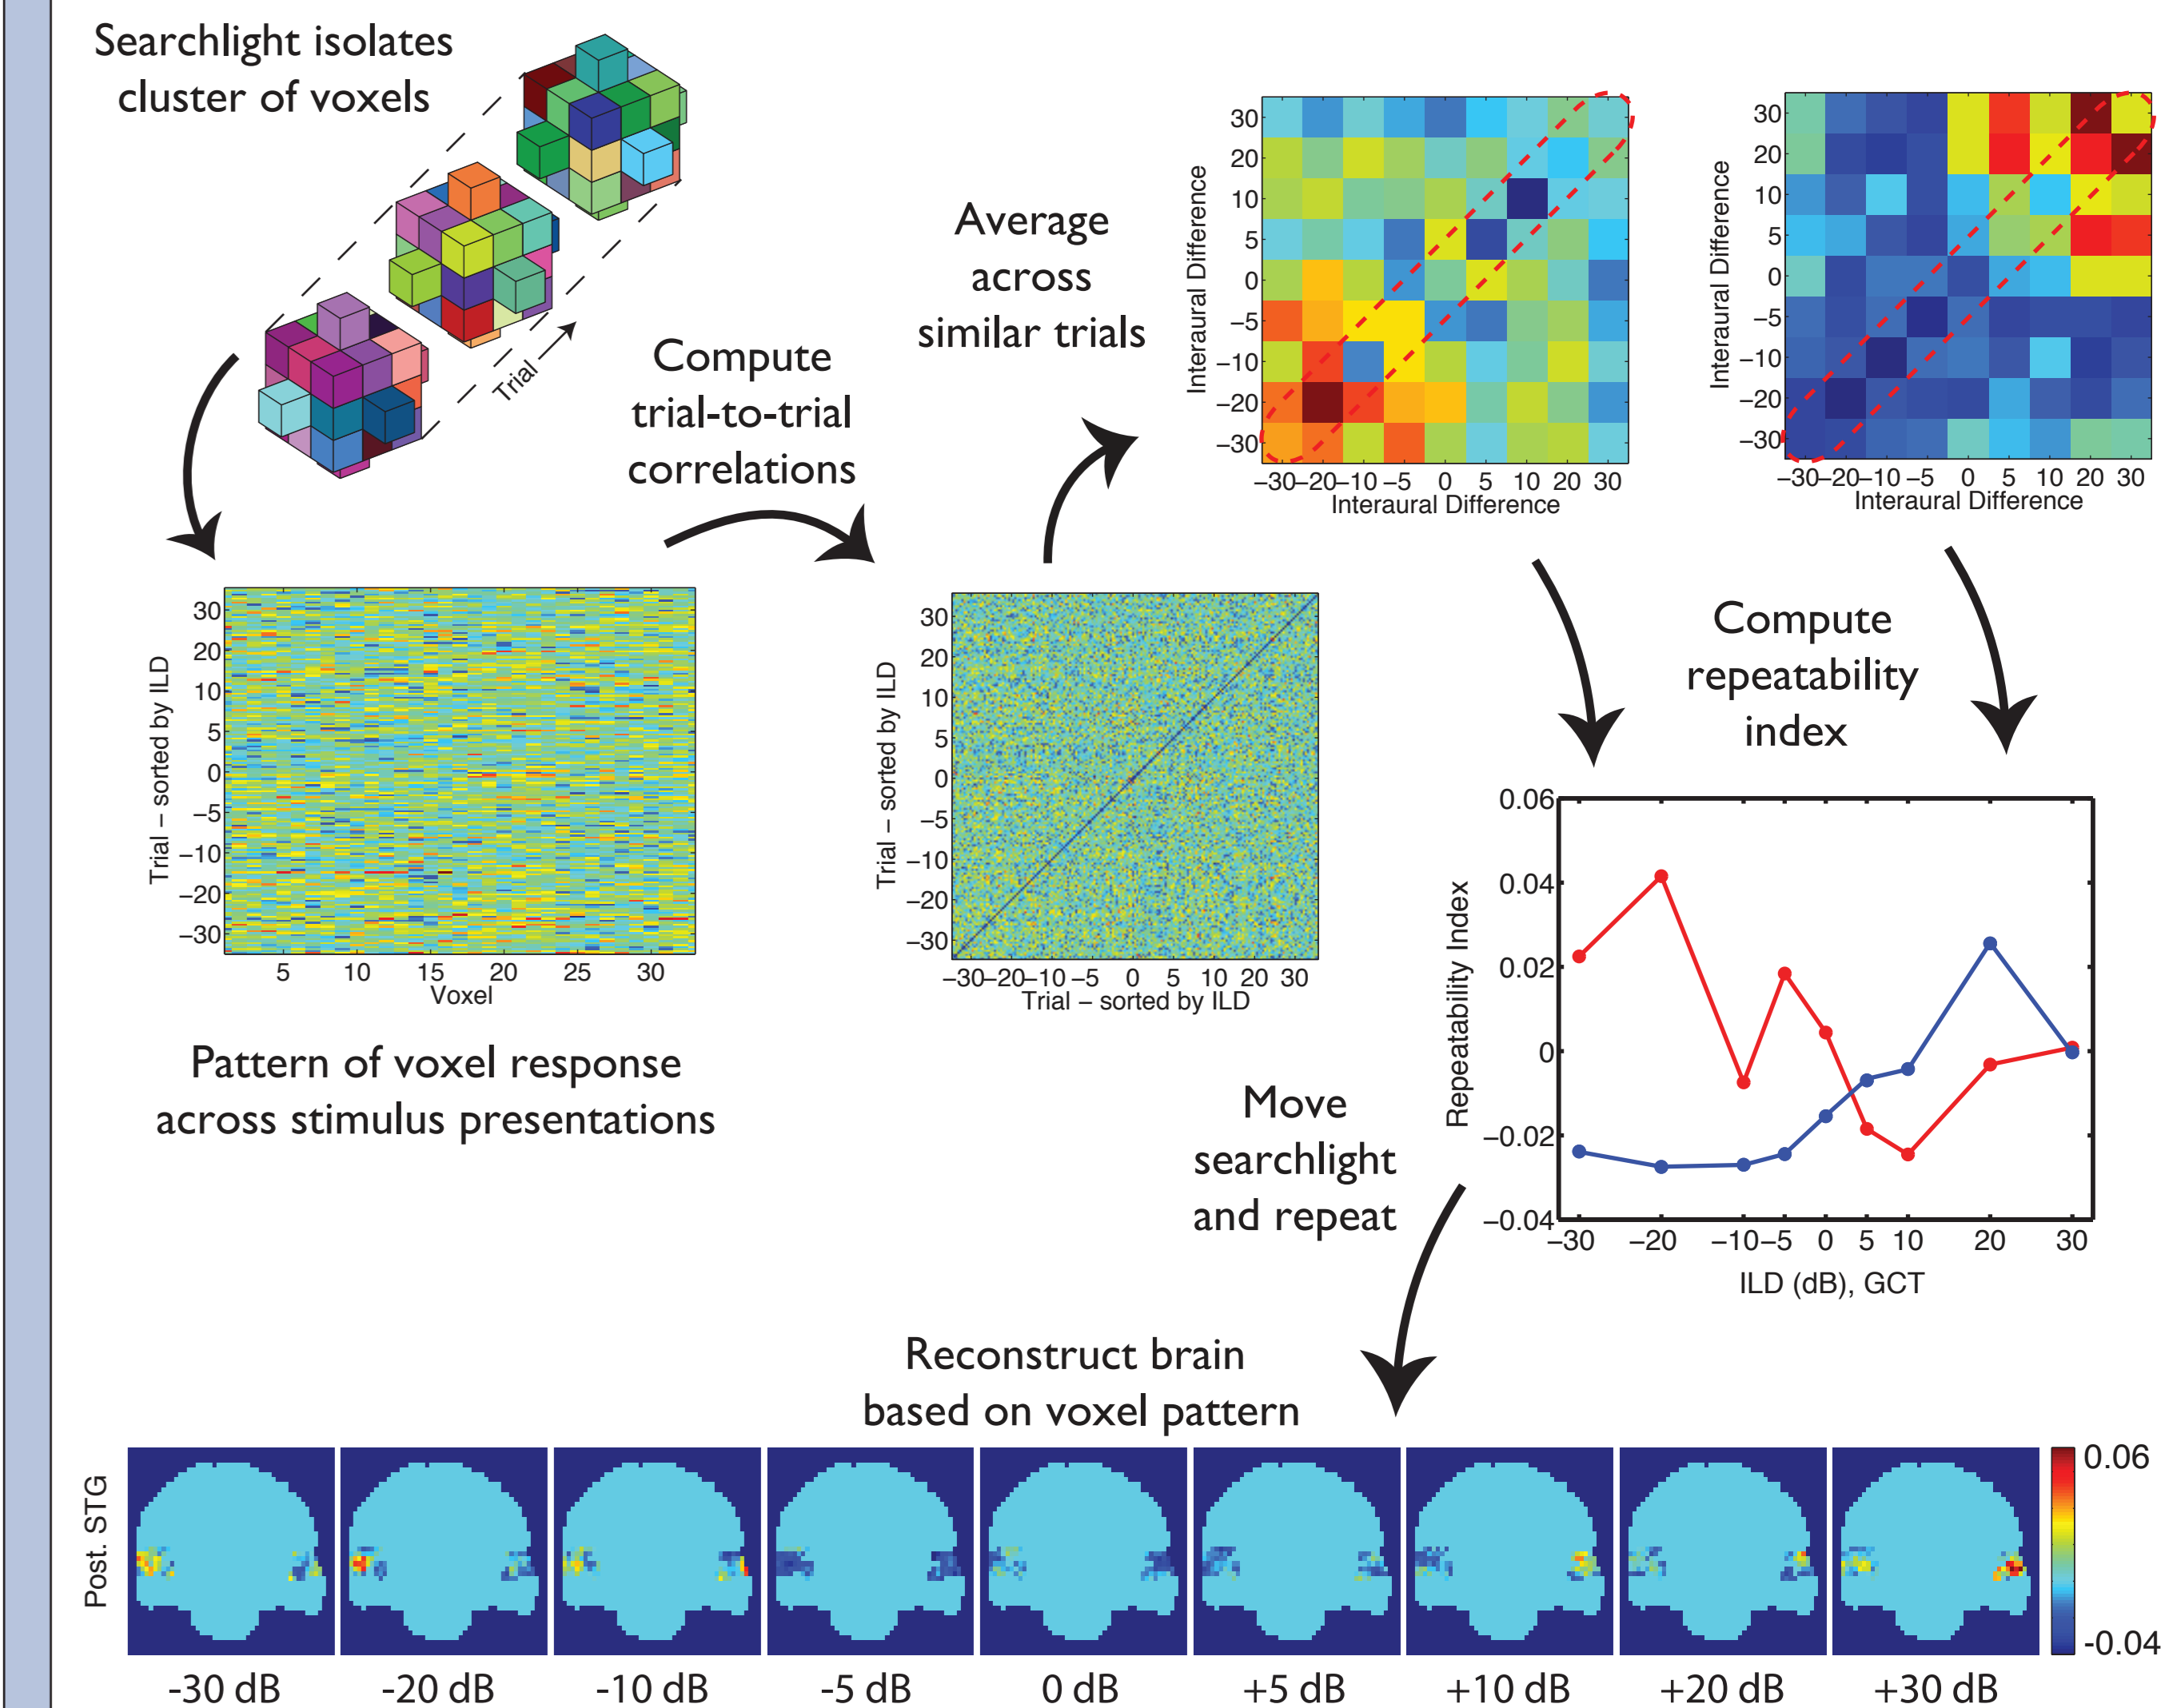 Searchlight isolates
cluster of voxels
Trial
Compute
trial-to-trial
correlations
Average
across
similar trials
Interaural Difference
30
20
10
5
0
−5
−10
−20
−30
−30 −20 −10 −5 0 5 10 20 30
Interaural Difference
Interaural Difference
30
20
10
5
0
−5
−10
−20
−30
−30 −20 −10 −5 0 5 10 20 30
Interaural Difference
Trial − sorted by ILD
30
20
10
5
0
−5
−10
−20
−30
5 10 15 20 25 30
Voxel
Pattern of voxel response
across stimulus presentations
Trial − sorted by ILD
30
20
10
5
0
−5
−10
−20
−30
−30 −20 −10 −5 0 5 10 20 30
Trial − sorted by ILD
Compute
repeatability
index
Repeatability Index
0.06
0.04
0.02
0
−0.02
−0.04
−30 −20 −10 −5 0 5 10 20 30
ILD (dB), GCT
Move
searchlight
and repeat
Reconstruct brain
based on voxel pattern
Post. STG
0.06
-0.04
-30 dB -20 dB -10 dB -5 dB 0 dB +5 dB +10 dB +20 dB +30 dB